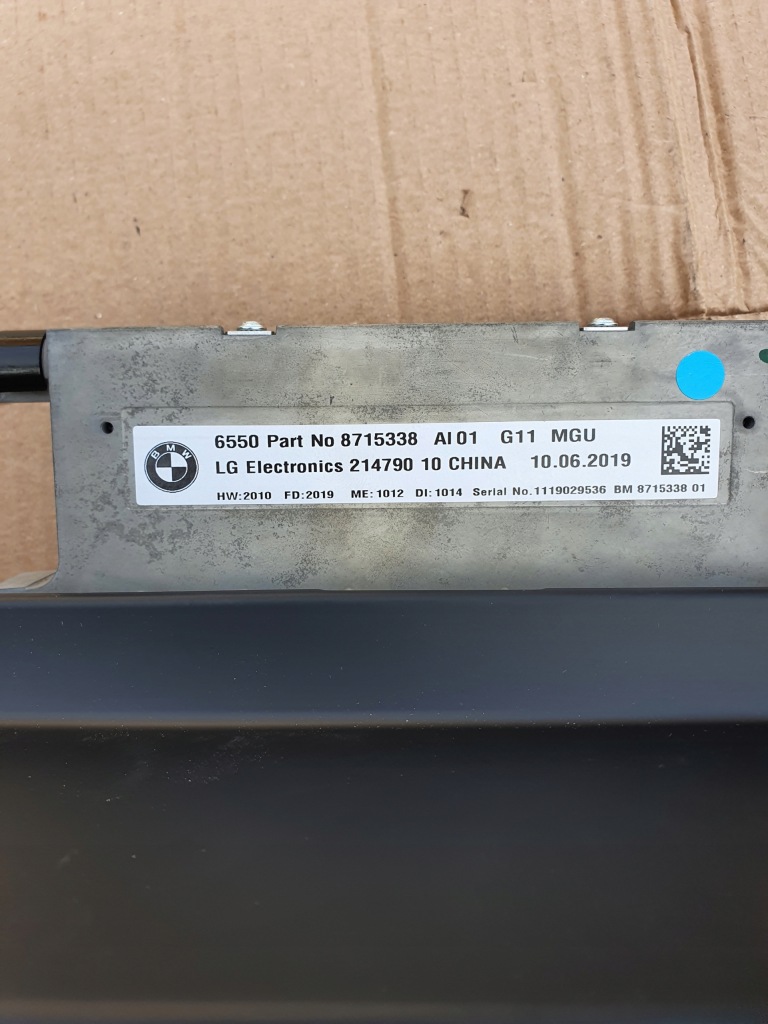 BMW
6550 Part No 8715338 AI 01 G11 MGU
LG Electronics 214790 10 CHINA 10.06.2019
HW:2010 FD:2019 ME:1012 DI:1014 Serial No.1119029536 BM 8715338 01